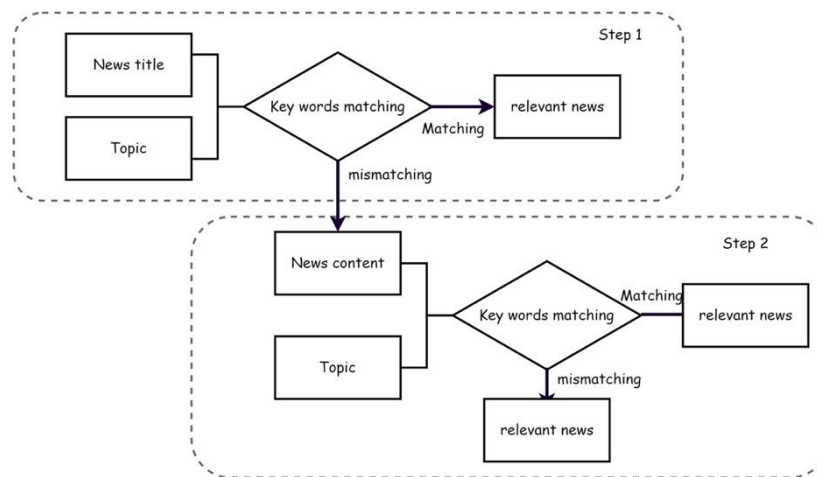 Step 1
News title
Key words matching
relevant news
Matching
Topic
mismatching
Step 2
News content
Matching
Key words matching
relevant news
Topic
mismatching
relevant news